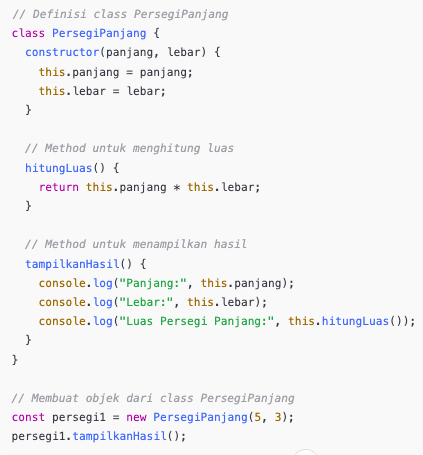 // Definisi class PersegiPanjang
class PersegiPanjang {
  constructor(panjang, lebar) {
    this.panjang = panjang;
    this.lebar = lebar;
  }

  // Method untuk menghitung luas
  hitungLuas() {
    return this.panjang * this.lebar;
  }

  // Method untuk menampilkan hasil
  tampilkanHasil() {
    console.log("Panjang:", this.panjang);
    console.log("Lebar:", this.lebar);
    console.log("Luas Persegi Panjang:", this.hitungLuas());
  }
}

// Membuat objek dari class PersegiPanjang
const persegi1 = new PersegiPanjang(5, 3);
persegi1.tampilkanHasil();